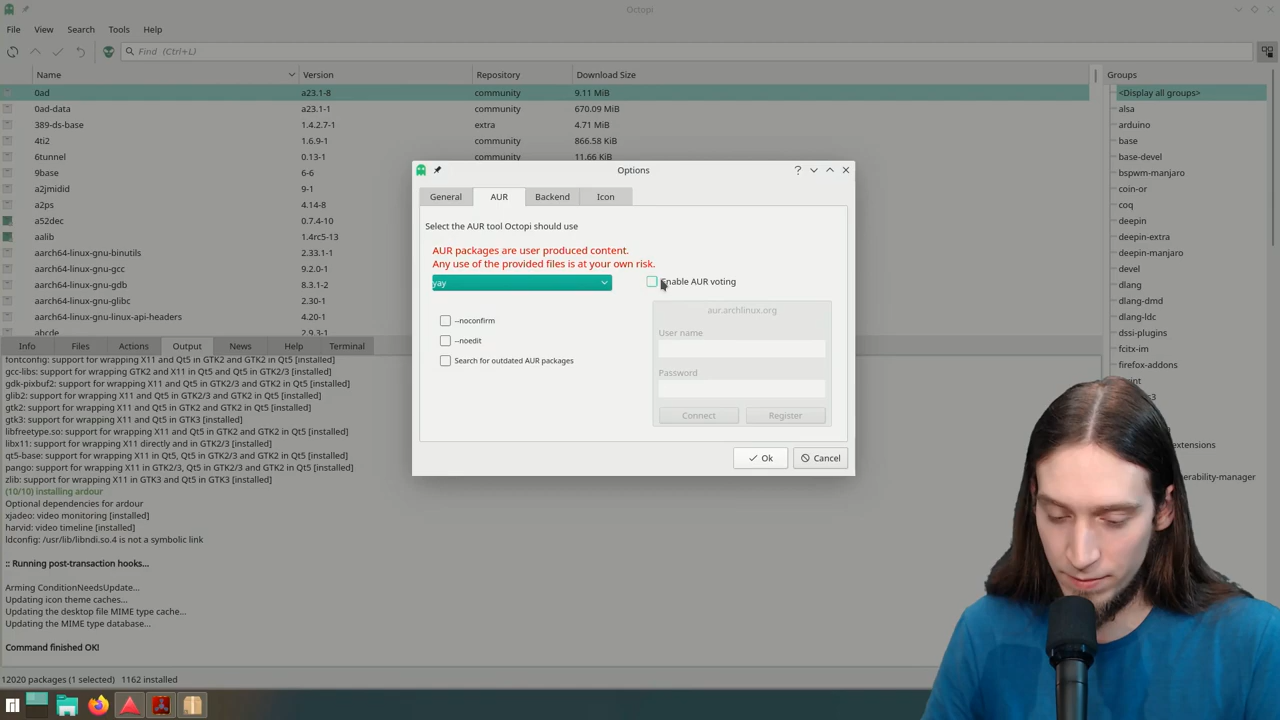 Octopi
File View Search Tools Help
Find (Ctrl+L)
Name Version Repository Download Size Groups
0ad a23.1-8 community 9.11 MiB <Display all groups>
0ad-data a23.1-1 community 670.09 MiB alsa
389-ds-base 1.4.2.7-1 extra 4.71 MiB arduino
4ti2 1.6.9-1 community 866.58 KiB base
6tunnel 0.13-1 community 11.66 KiB base-devel
9base 6-6 bspwm-manjaro
a2jmidid 9-1 coin-or
a2ps 4.14-8 coq
a52dec 0.7.4-10 deepin
aalib 1.4rc5-13 deepin-extra
aarch64-linux-gnu-binutils 2.33.1-1 deepin-manjaro
aarch64-linux-gnu-gcc 9.2.0-1 devel
aarch64-linux-gnu-gdb 8.3.1-2 dlang
aarch64-linux-gnu-glibc 2.30-1 dlang-dmd
aarch64-linux-gnu-linux-api-headers 4.20-1 dlang-ldc
abcde 2.9.3-1 dssi-plugins
fcitx-im
firefox-addons
Options
General AUR Backend Icon
Select the AUR tool Octopi should use
AUR packages are user produced content.
Any use of the provided files is at your own risk.
yay Enable AUR voting
--noconfirm
--noedit
Search for outdated AUR packages
aur.archlinux.org
User name
Password
Connect Register
Ok Cancel
Info Files Actions Output News Help Terminal
fontconfig: support for wrapping X11 and Qt5 in GTK2 and GTK3 in Qt5 [installed]
gcc-libs: support for wrapping GTK2 and X11 and Qt5 in GTK2/3 and GTK2 in Qt5 [installed]
gdk-pixbuf2: support for wrapping X11 and Qt5 in GTK2/3 and GTK2 in Qt5 [installed]
glib2: support for wrapping X11 and Qt5 in GTK2/3 and GTK2 in Qt5 [installed]
gtk2: support for wrapping X11 and Qt5 in GTK2 and GTK2 in Qt5 [installed]
gtk3: support for wrapping X11 and Qt5 in GTK3 [installed]
libfreetype.so: support for wrapping X11 and Qt5 in GTK2 and GTK2 in Qt5 [installed]
libx11: support for wrapping X11 directly and in GTK2/3 [installed]
qt5-base: support for wrapping Qt5 in GTK2 and GTK2 in Qt5 [installed]
pango: support for wrapping X11 in GTK2/3, Qt5 in GTK2/3, and GTK2 in Qt5 [installed]
zlib: support for wrapping X11 and Qt5 in GTK3 and Qt5 in GTK3 [installed]
(10/10) installing ardour
Optional dependencies for ardour
xjadeo: video monitoring [installed]
harvid: video timeline [installed]
ldconfig: /usr/lib/libndi.so.4 is not a symbolic link
:: Running post-transaction hooks...
Arming ConditionNeedsUpdate...
Updating icon theme caches...
Updating the desktop file MIME type cache...
Updating the MIME type database...
Command finished OK!
12020 packages (1 selected) 1162 installed